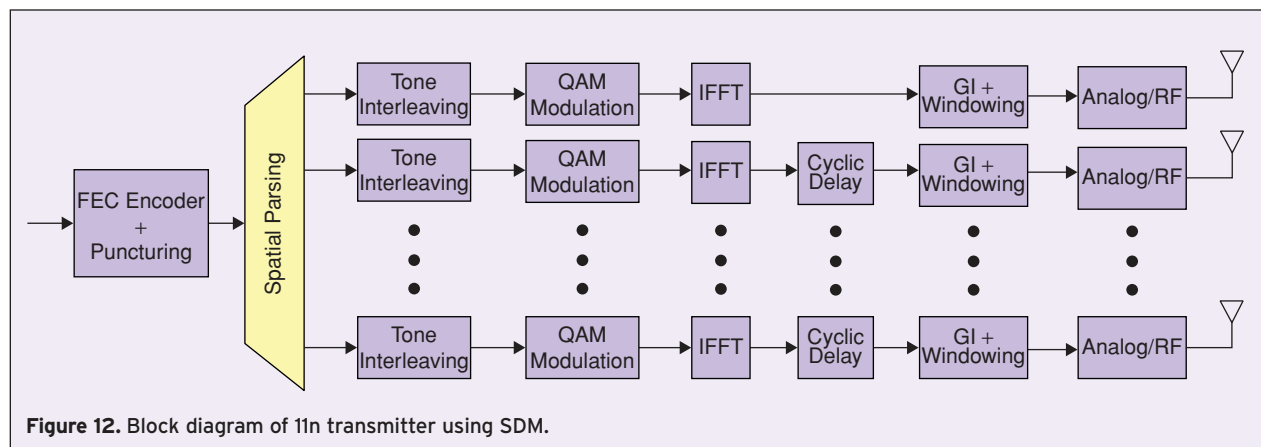 Tone
Interleaving
QAM
Modulation
IFFT
GI +
Windowing
Analog/RF
Tone
Interleaving
QAM
Modulation
IFFT
Cyclic
Delay
GI +
Windowing
Analog/RF
FEC Encoder
+
Puncturing
Spatial Parsing
Tone
Interleaving
QAM
Modulation
IFFT
Cyclic
Delay
GI +
Windowing
Analog/RF
Figure 12. Block diagram of 11n transmitter using SDM.